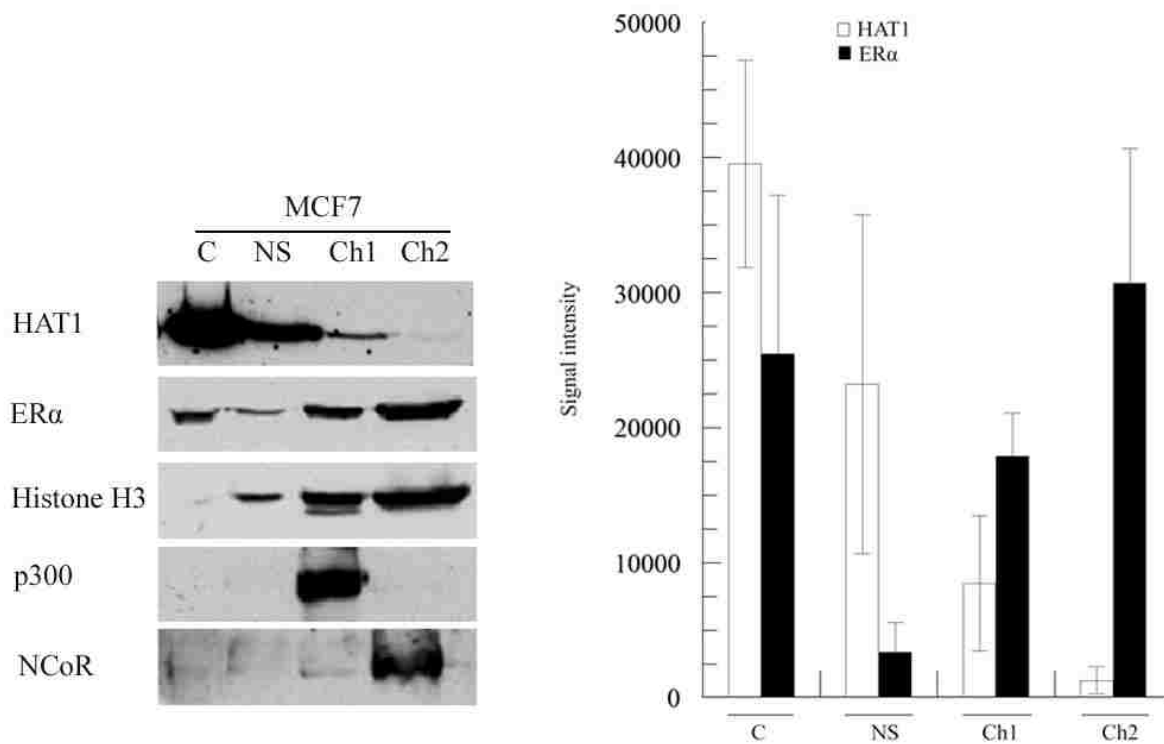 MCF7
C NS Ch1 Ch2
HAT1
ERα
Histone H3
p300
NCoR
50000
40000
30000
20000
10000
0
Signal intensity
HAT1
ERα
C NS Ch1 Ch2